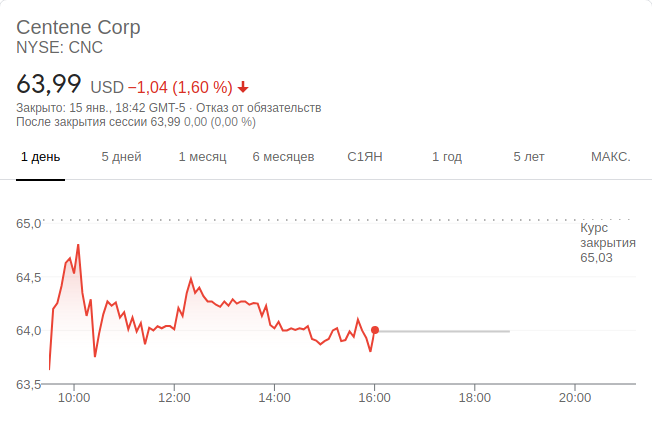 Centene Corp
NYSE: CNC
63,99 USD −1,04 (1,60 %)
Закрыто: 15 янв., 18:42 GMT-5 · Отказ от обязательств
После закрытия сессии 63,99 0,00 (0,00 %)
1 день 5 дней 1 месяц 6 месяцев С1ЯН 1 год 5 лет МАКС.
65,0
Курс
закрытия
65,03
64,5
64,0
63,5
10:00 12:00 14:00 16:00 18:00 20:00